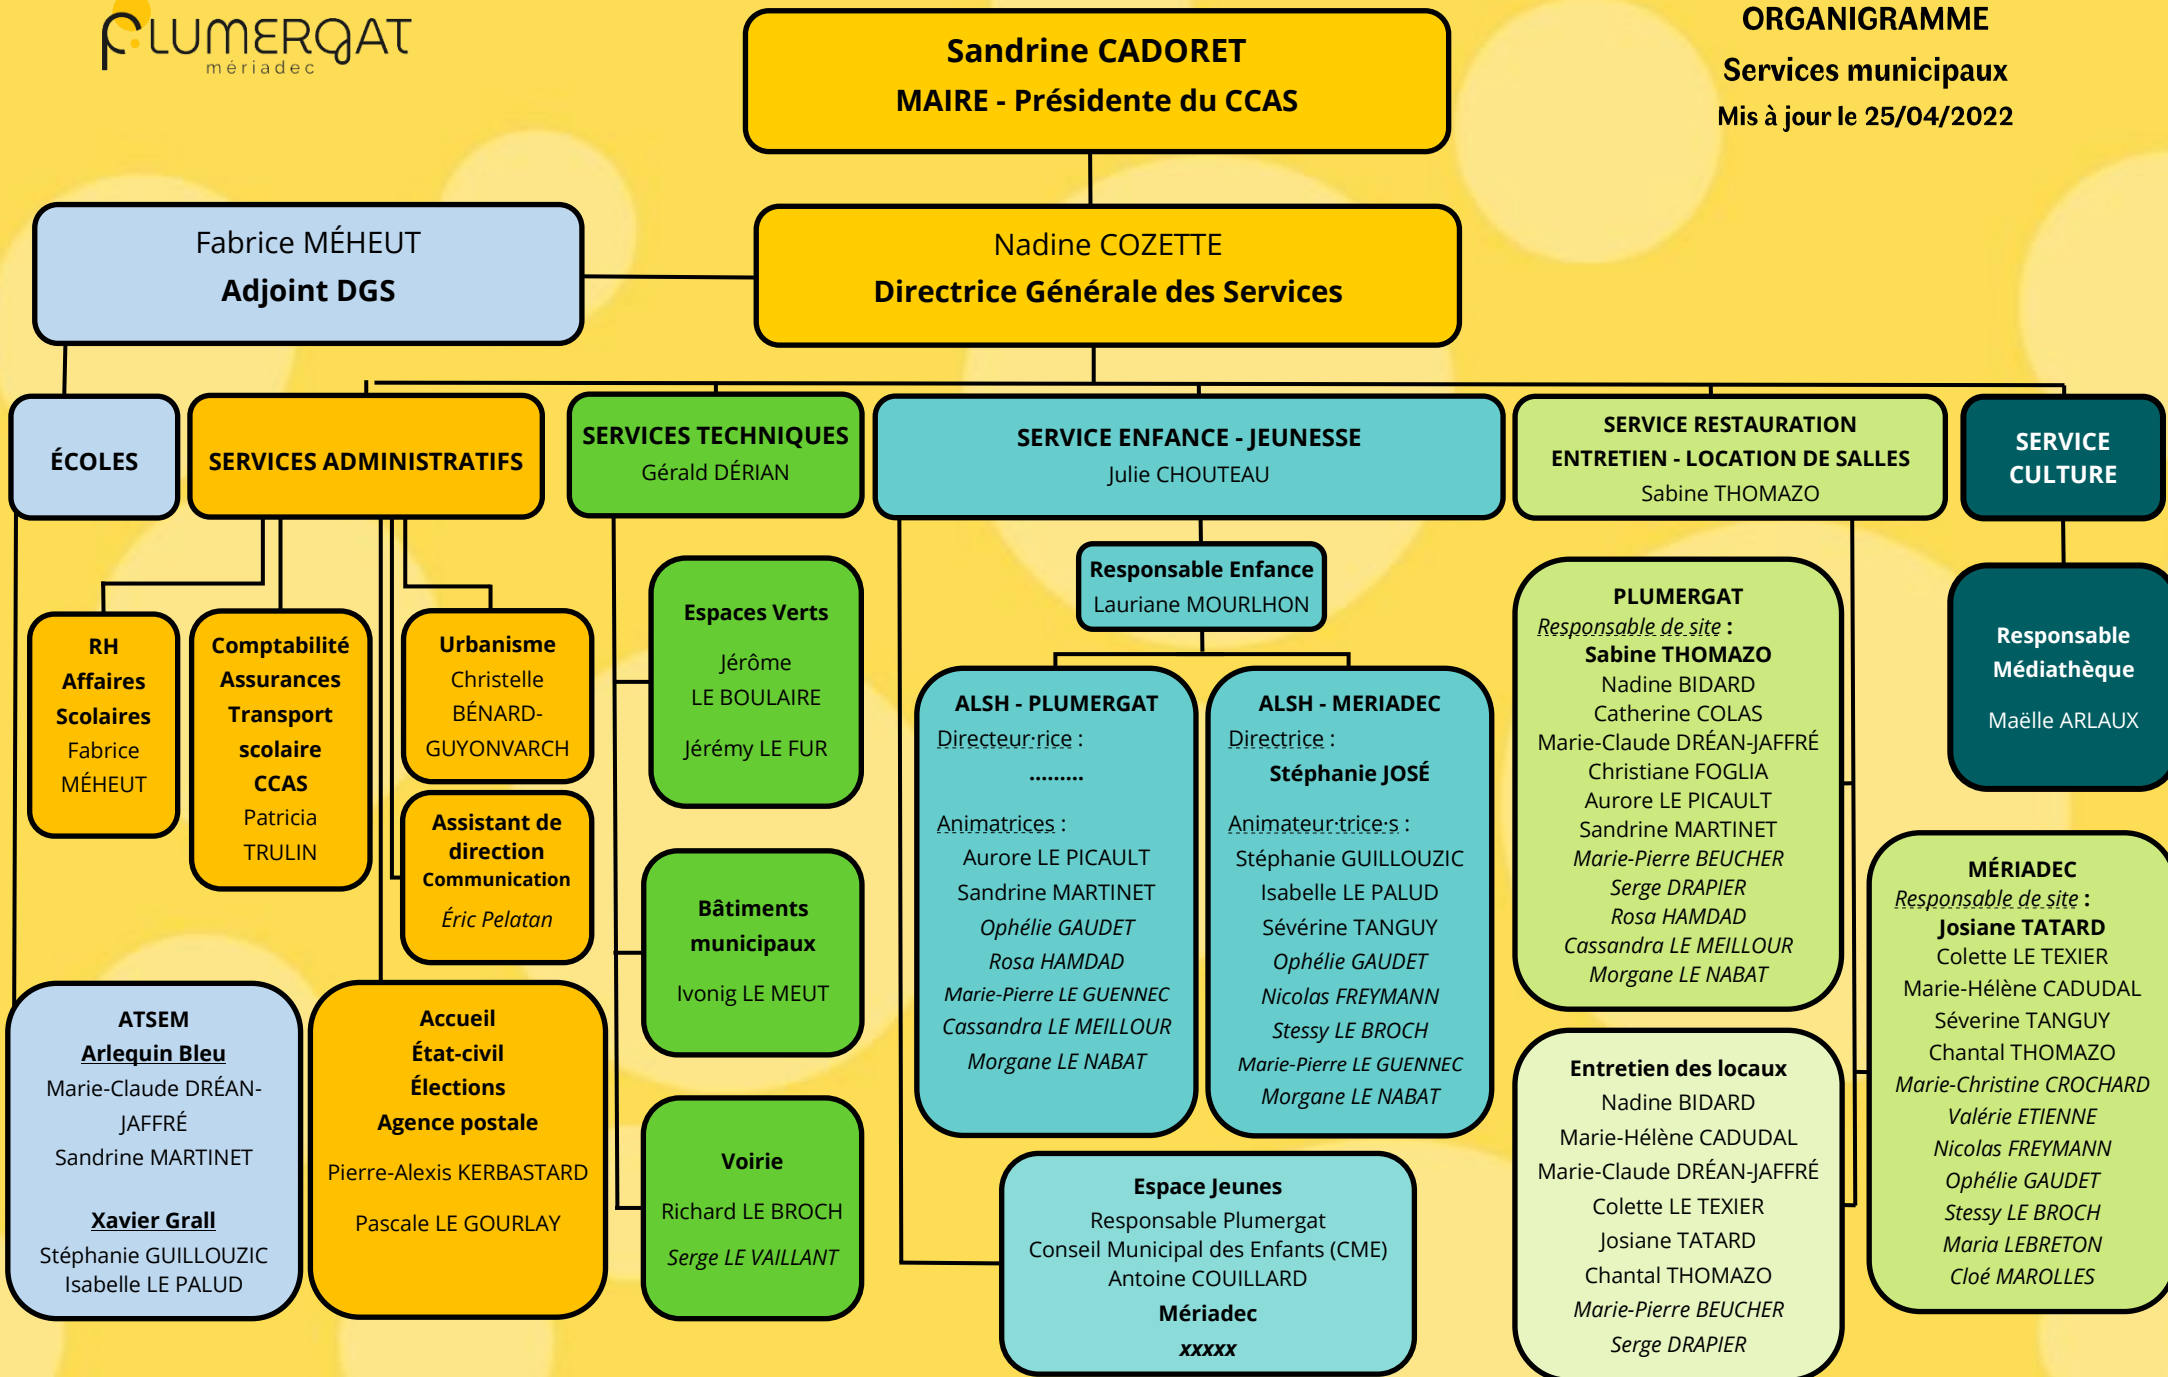 PLUMERGAT
mériadec
Sandrine CADORET
MAIRE - Présidente du CCAS
ORGANIGRAMME
Services municipaux
Mis à jour le 25/04/2022
Fabrice MÉHEUT
Adjoint DGS
Nadine COZETTE
Directrice Générale des Services
ÉCOLES
SERVICES ADMINISTRATIFS
SERVICES TECHNIQUES
Gérald DÉRIAN
SERVICE ENFANCE - JEUNESSE
Julie CHOUTEAU
SERVICE RESTAURATION
ENTRETIEN - LOCATION DE SALLES
Sabine THOMAZO
SERVICE
CULTURE
RH
Affaires
Scolaires
Fabrice
MÉHEUT
Comptabilité
Assurances
Transport
scolaire
CCAS
Patricia
TRULIN
Urbanisme
Christelle
BÉNARD-
GUYONVARCH
Assistant de
direction
Communication
Éric Pelatan
ATSEM
Arlequin Bleu
Marie-Claude DRÉAN-
JAFFRÉ
Sandrine MARTINET
Xavier Grall
Stéphanie GUILLOUZIC
Isabelle LE PALUD
Accueil
État-civil
Élections
Agence postale
Pierre-Alexis KERBASTARD
Pascale LE GOURLAY
Espaces Verts
Jérôme
LE BOULAIRE
Jérémy LE FUR
Bâtiments
municipaux
Ivonig LE MEUT
Voirie
Richard LE BROCH
Serge LE VAILLANT
Responsable Enfance
Lauriane MOURLHON
ALSH - PLUMERGAT
Directeur·rice :
.........
Animatrices :
Aurore LE PICAULT
Sandrine MARTINET
Ophélie GAUDET
Rosa HAMDAD
Marie-Pierre LE GUENNEC
Cassandra LE MEILLOUR
Morgane LE NABAT
ALSH - MERIADEC
Directrice :
Stéphanie JOSÉ
Animateur·trice·s :
Stéphanie GUILLOUZIC
Isabelle LE PALUD
Sévérine TANGUY
Ophélie GAUDET
Nicolas FREYMANN
Stessy LE BROCH
Marie-Pierre LE GUENNEC
Morgane LE NABAT
Espace Jeunes
Responsable Plumergat
Conseil Municipal des Enfants (CME)
Antoine COUILLARD
Mériadec
xxxxx
PLUMERGAT
Responsable de site :
Sabine THOMAZO
Nadine BIDARD
Catherine COLAS
Marie-Claude DRÉAN-JAFFRÉ
Christiane FOGLIA
Aurore LE PICAULT
Sandrine MARTINET
Marie-Pierre BEUCHER
Serge DRAPIER
Rosa HAMDAD
Cassandra LE MEILLOUR
Morgane LE NABAT
Entretien des locaux
Nadine BIDARD
Marie-Hélène CADUDAL
Marie-Claude DRÉAN-JAFFRÉ
Colette LE TEXIER
Josiane TATARD
Chantal THOMAZO
Marie-Pierre BEUCHER
Serge DRAPIER
Responsable
Médiathèque
Maëlle ARLAUX
MÉRIADEC
Responsable de site :
Josiane TATARD
Colette LE TEXIER
Marie-Hélène CADUDAL
Séverine TANGUY
Chantal THOMAZO
Marie-Christine CROCHARD
Valérie ETIENNE
Nicolas FREYMANN
Ophélie GAUDET
Stessy LE BROCH
Maria LEBRETON
Cloé MAROLLES